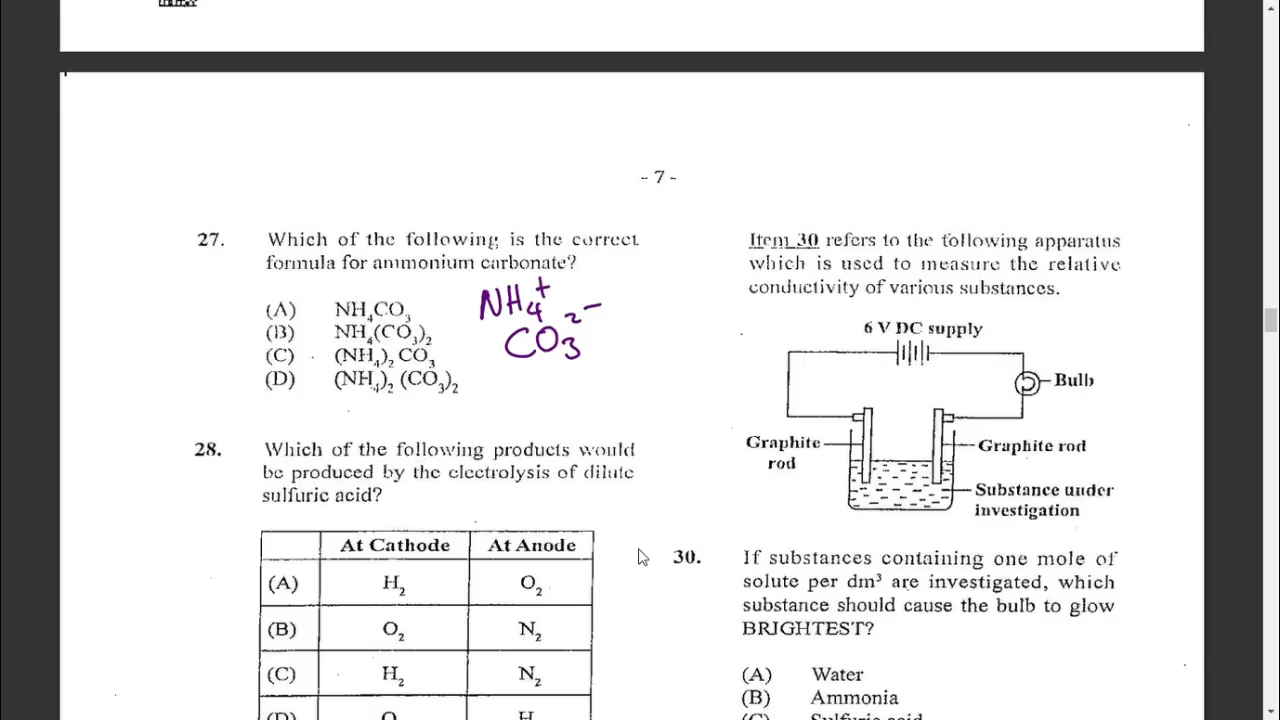 - 7 -
27. Which of the following is the correct
formula for ammonium carbonate?
(A) NH₄CO₃
(B) NH₄(CO₃)₂
(C) (NH₄)₂ CO₃
(D) (NH₄)₂ (CO₃)₂
NH₄⁺
CO₃²⁻
28. Which of the following products would
be produced by the electrolysis of dilute
sulfuric acid?
At Cathode At Anode
(A) H₂ O₂
(B) O₂ N₂
(C) H₂ N₂
(D) O H
Item 30 refers to the following apparatus
which is used to measure the relative
conductivity of various substances.
6 V DC supply
Bulb
Graphite
rod
Graphite rod
Substance under
investigation
30. If substances containing one mole of
solute per dm³ are investigated, which
substance should cause the bulb to glow
BRIGHTEST?
(A) Water
(B) Ammonia
(C) Sulfuric acid